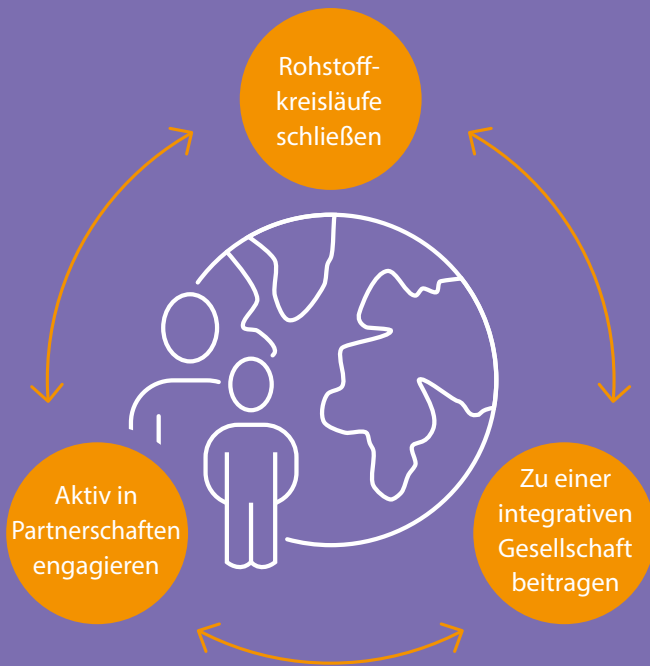 Rohstoff-
kreisläufe
schließen
Aktiv in
Partnerschaften
engagieren
Zu einer
integrativen
Gesellschaft
beitragen